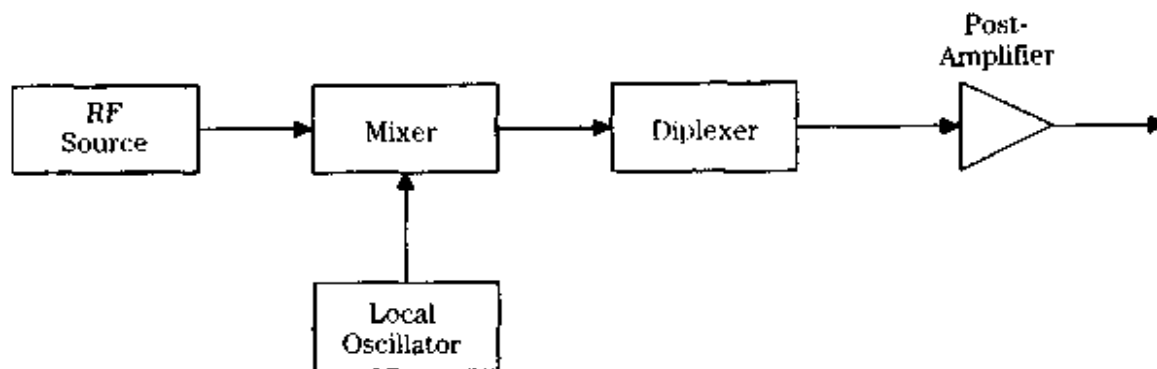 Post-
Amplifier
RF
Source
Mixer
Diplexer
Local
Oscillator